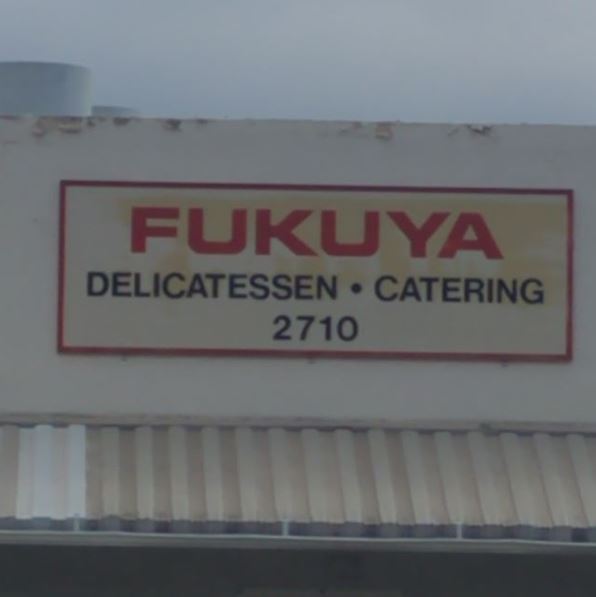 FUKUYA
DELICATESSEN • CATERING
2710